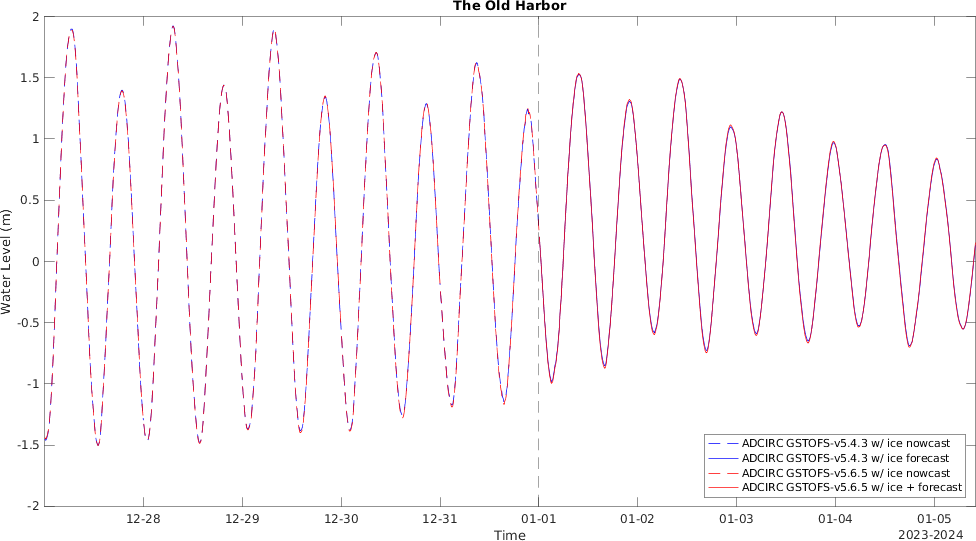 The Old Harbor
2
1.5
1
0.5
0
-0.5
-1
-1.5
-2
Water Level (m)
ADCIRC GSTOFS-v5.4.3 w/ ice nowcast
ADCIRC GSTOFS-v5.4.3 w/ ice forecast
ADCIRC GSTOFS-v5.6.5 w/ ice nowcast
ADCIRC GSTOFS-v5.6.5 w/ ice + forecast
12-28 12-29 12-30 12-31 01-01 01-02 01-03 01-04 01-05
Time
2023-2024